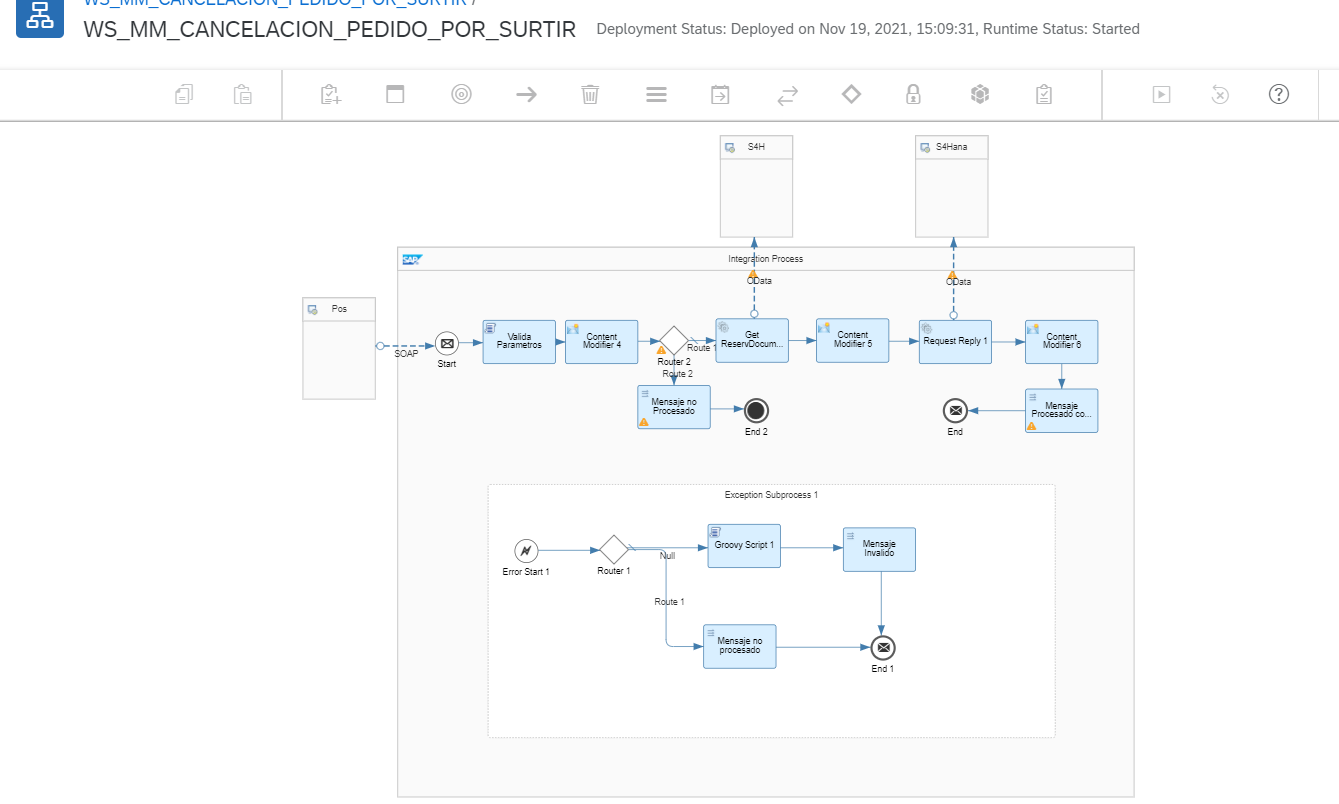 WS_MM_CANCELACION_PEDIDO_POR_SURTIR /
WS_MM_CANCELACION_PEDIDO_POR_SURTIR
Deployment Status: Deployed on Nov 19, 2021, 15:09:31, Runtime Status: Started
S4H
S4Hana
SAP
Integration Process
OData
OData
Pos
SOAP
Start
Valida
Parametros
Content
Modifier 4
Router 2
Route 1
Route 2
Get
ReservDocum...
Content
Modifier 5
Request Reply 1
Content
Modifier 6
Mensaje no
Procesado
End 2
End
Mensaje
Procesado co...
Exception Subprocess 1
Error Start 1
Router 1
Null
Route 1
Groovy Script 1
Mensaje
Invalido
Mensaje no
procesado
End 1